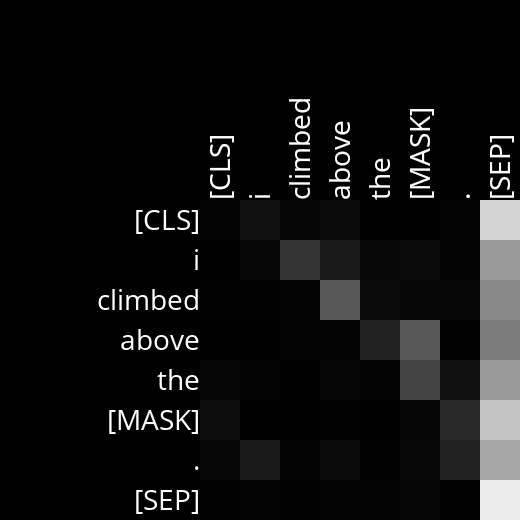 [CLS] i climbed above the [MASK] . [SEP]
[CLS]
i
climbed
above
the
[MASK]
.
[SEP]